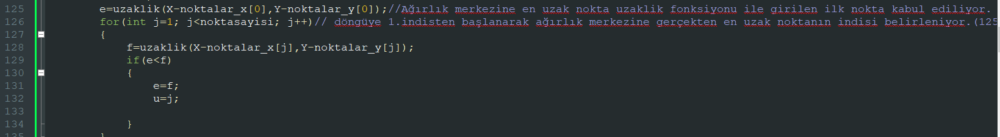 125 e=uzaklik(X-noktalar_x[0],Y-noktalar_y[0]);//Ağırlık merkezine en uzak nokta uzaklik fonksiyonu ile girilen ilk nokta kabul ediliyor.
126 for(int j=1; j<noktasayisi; j++)// döngüye 1.indisten başlanarak ağırlık merkezine gerçekten en uzak noktanın indisi belirleniyor.(125
127 {
128 f=uzaklik(X-noktalar_x[j],Y-noktalar_y[j]);
129 if(e<f)
130 {
131 e=f;
132 u=j;
133
134 }
135 }